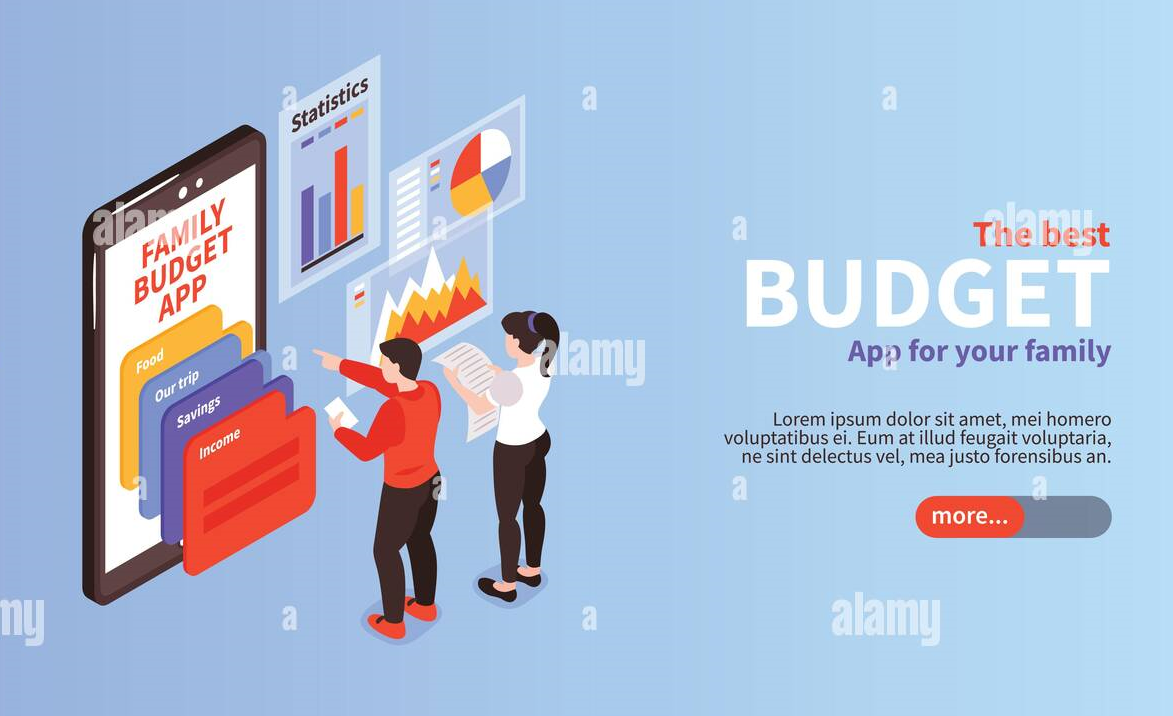 Statistics
FAMILY
BUDGET
APP
Food
Our trip
Savings
Income
The best
BUDGET
App for your family
Lorem ipsum dolor sit amet, mei homero
voluptatibus ei. Eum at illud feugait voluptaria,
ne sint delectus vel, mea justo forensibus an.
more...
a
a
a
alamy
a
a
alamy
a
alamy
a
a
a
a
a
my
a
a
alamy